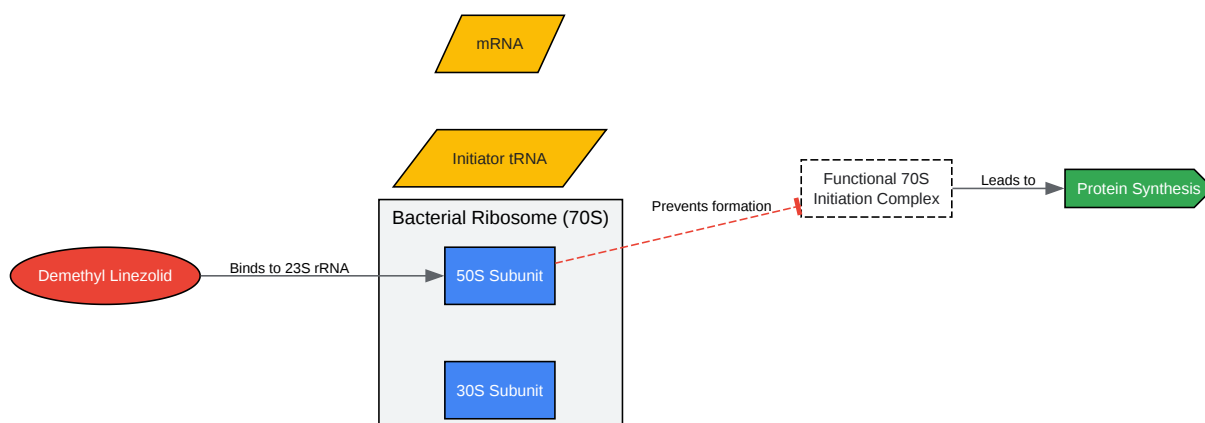 mRNA
Initiator tRNA
Bacterial Ribosome (70S)
Demethyl Linezolid
Binds to 23S rRNA
50S Subunit
30S Subunit
Prevents formation
Functional 70S
Initiation Complex
Leads to
Protein Synthesis